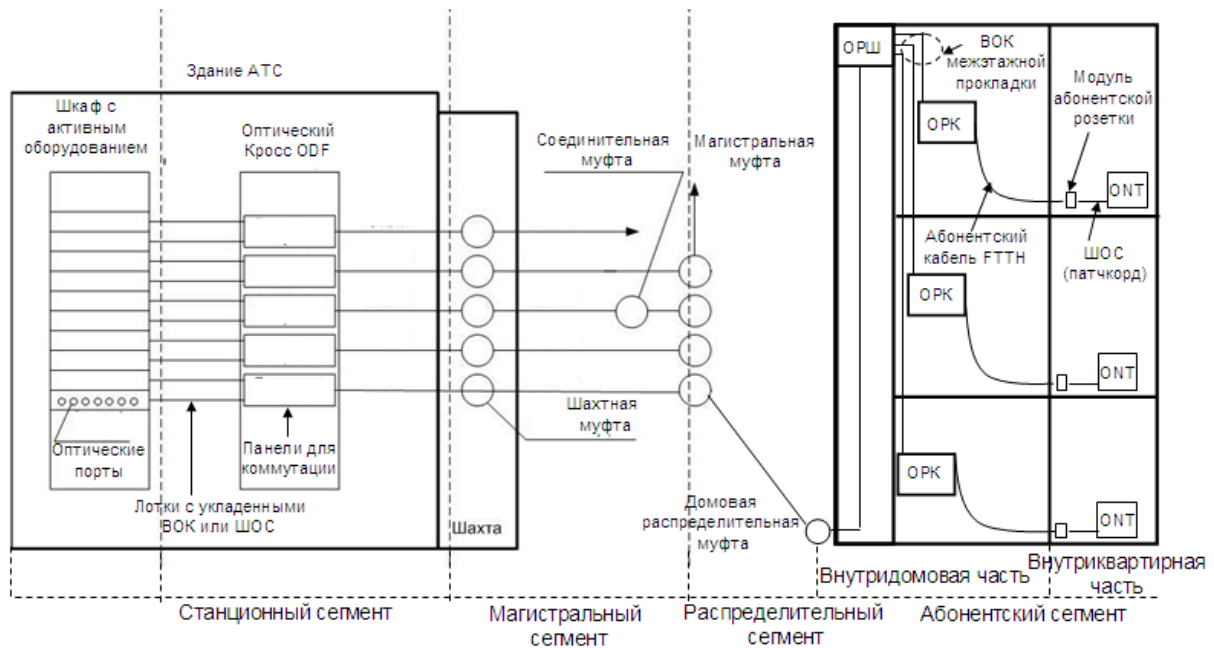 Здание АТС
Шкаф с
активным
оборудованием
Оптический
Кросс ODF
Соединительная
муфта
Магистральная
муфта
ОРШ
ВОК
межэтажной
прокладки
Модуль
абонентской
розетки
ОРК
ONT
Абонентский
кабель FTTH
ШОС
(патчкорд)
ОРК
ONT
Шахтная
муфта
Оптические
порты
Панели для
коммутации
ОРК
ONT
Лотки с укладенными
ВОК или ШОС
Шахта
Домовая
распределительная
муфта
Внутридомовая часть
Внутриквартирная
часть
Станционный сегмент
Магистральный
сегмент
Распределительный
сегмент
Абонентский сегмент